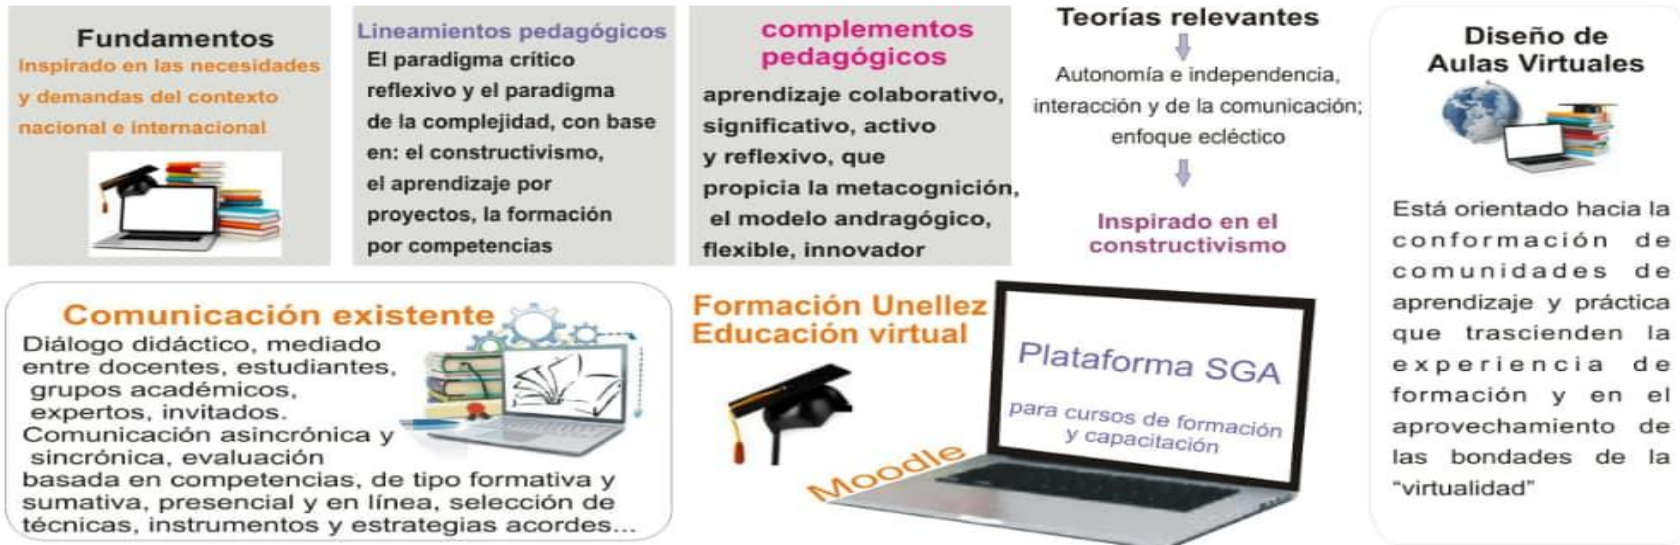 Fundamentos
Inspirado en las necesidades
y demandas del contexto
nacional e internacional
Lineamientos pedagógicos
El paradigma crítico
reflexivo y el paradigma
de la complejidad, con base
en: el constructivismo,
el aprendizaje por
proyectos, la formación
por competencias
complementos
pedagógicos
aprendizaje colaborativo,
significativo, activo
y reflexivo, que
propicia la metacognición,
el modelo andragógico,
flexible, innovador
Teorías relevantes
Autonomía e independencia,
interacción y de la comunicación;
enfoque ecléctico
Inspirado en el
constructivismo
Diseño de
Aulas Virtuales
Está orientado hacia la
conformación de
comunidades de
aprendizaje y práctica
que trascienden la
experiencia de
formación y en el
aprovechamiento de
las bondades de la
“virtualidad”
Comunicación existente
Diálogo didáctico, mediado
entre docentes, estudiantes,
grupos académicos,
expertos, invitados.
Comunicación asincrónica y
sincrónica, evaluación
basada en competencias, de tipo formativa y
sumativa, presencial y en línea, selección de
técnicas, instrumentos y estrategias acordes...
Formación Unellez
Educación virtual
Moodle
Plataforma SGA
para cursos de formación
y capacitación